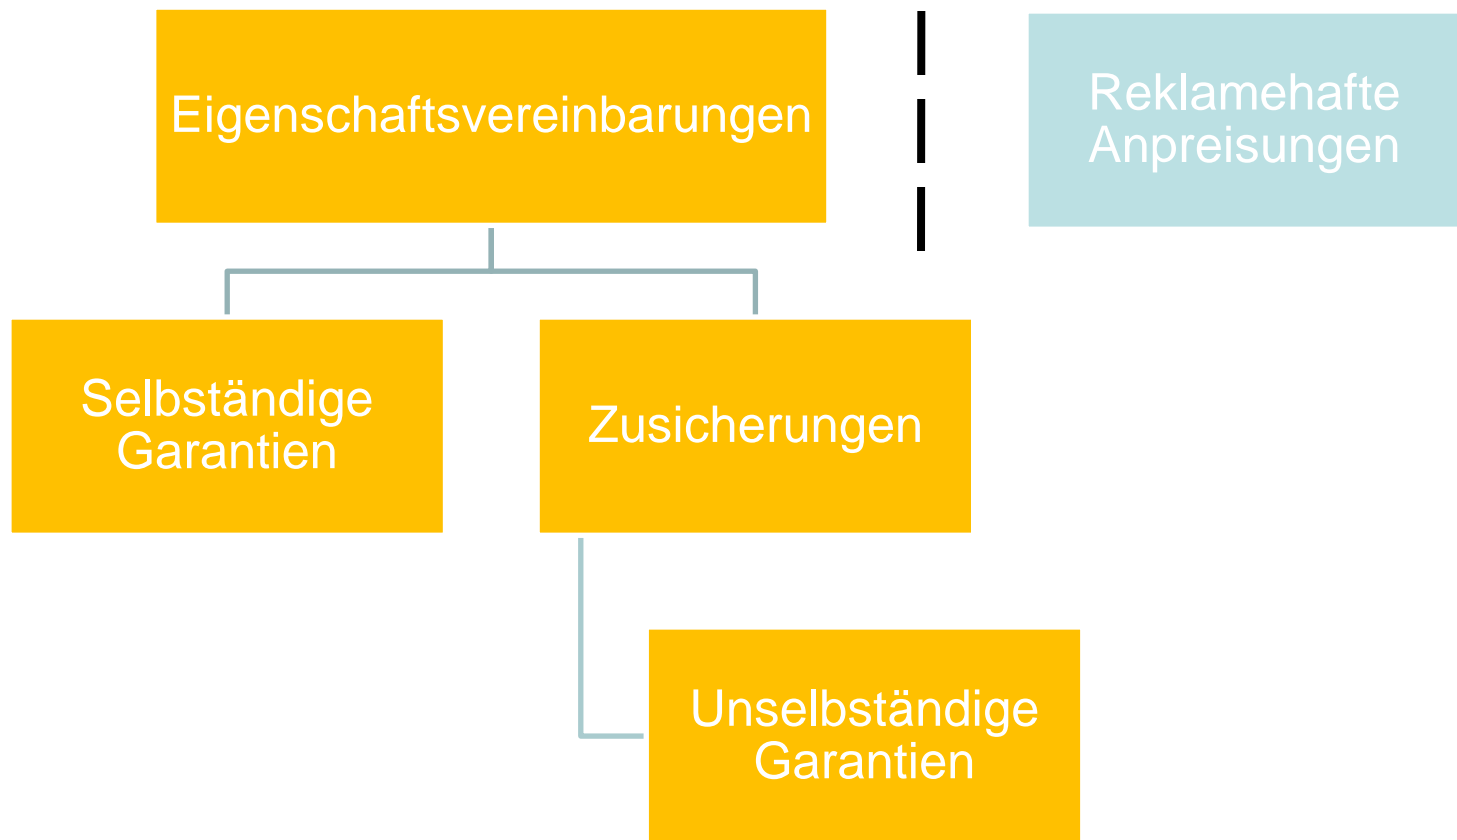 Eigenschaftsvereinbarungen
Reklamehafte
Anpreisungen
Selbständige
Garantien
Zusicherungen
Unselbständige
Garantien